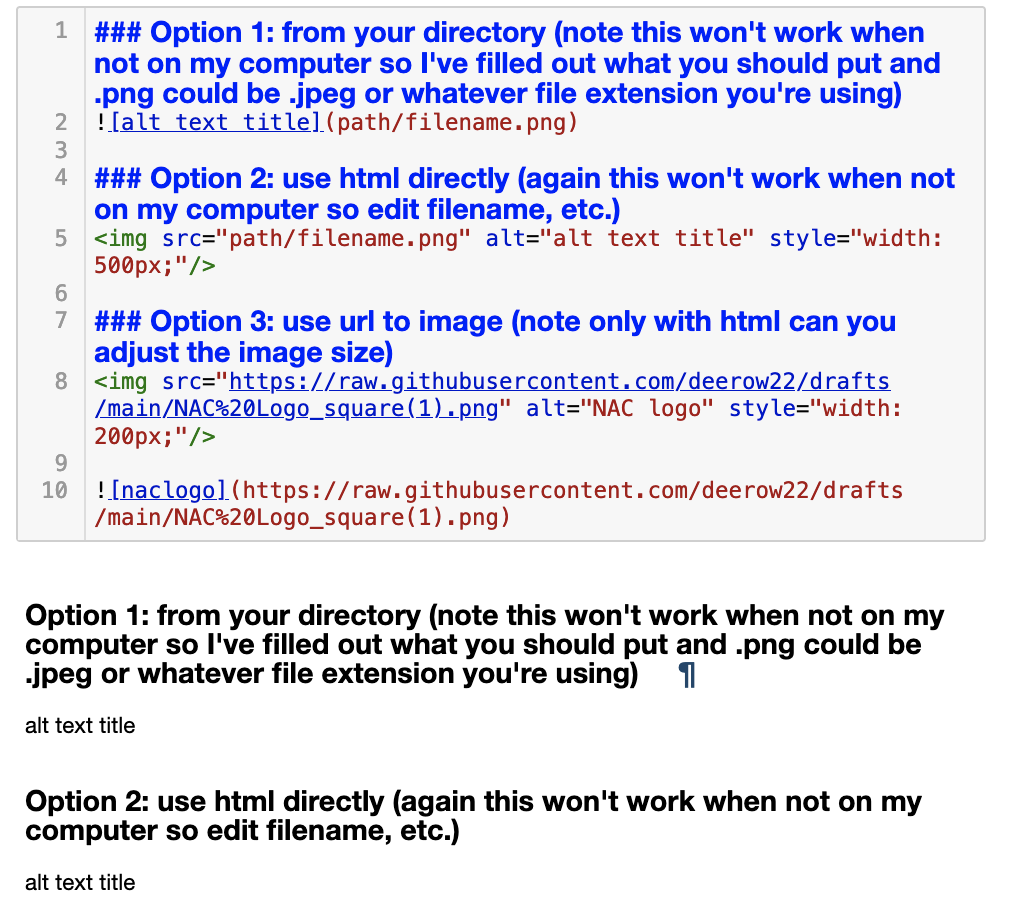 1 ### Option 1: from your directory (note this won't work when
not on my computer so I've filled out what you should put and
.png could be .jpeg or whatever file extension you're using)
2 ![alt text title](path/filename.png)
3
4 ### Option 2: use html directly (again this won't work when not
on my computer so edit filename, etc.)
5 <img src="path/filename.png" alt="alt text title" style="width:
500px;"/>
6
7 ### Option 3: use url to image (note only with html can you
adjust the image size)
8 <img src="https://raw.githubusercontent.com/deerow22/drafts
/main/NAC%20Logo_square(1).png" alt="NAC logo" style="width:
200px;"/>
9
10 ![naclogo](https://raw.githubusercontent.com/deerow22/drafts
/main/NAC%20Logo_square(1).png)
Option 1: from your directory (note this won't work when not on my
computer so I've filled out what you should put and .png could be
.jpeg or whatever file extension you're using) ¶
alt text title
Option 2: use html directly (again this won't work when not on my
computer so edit filename, etc.)
alt text title